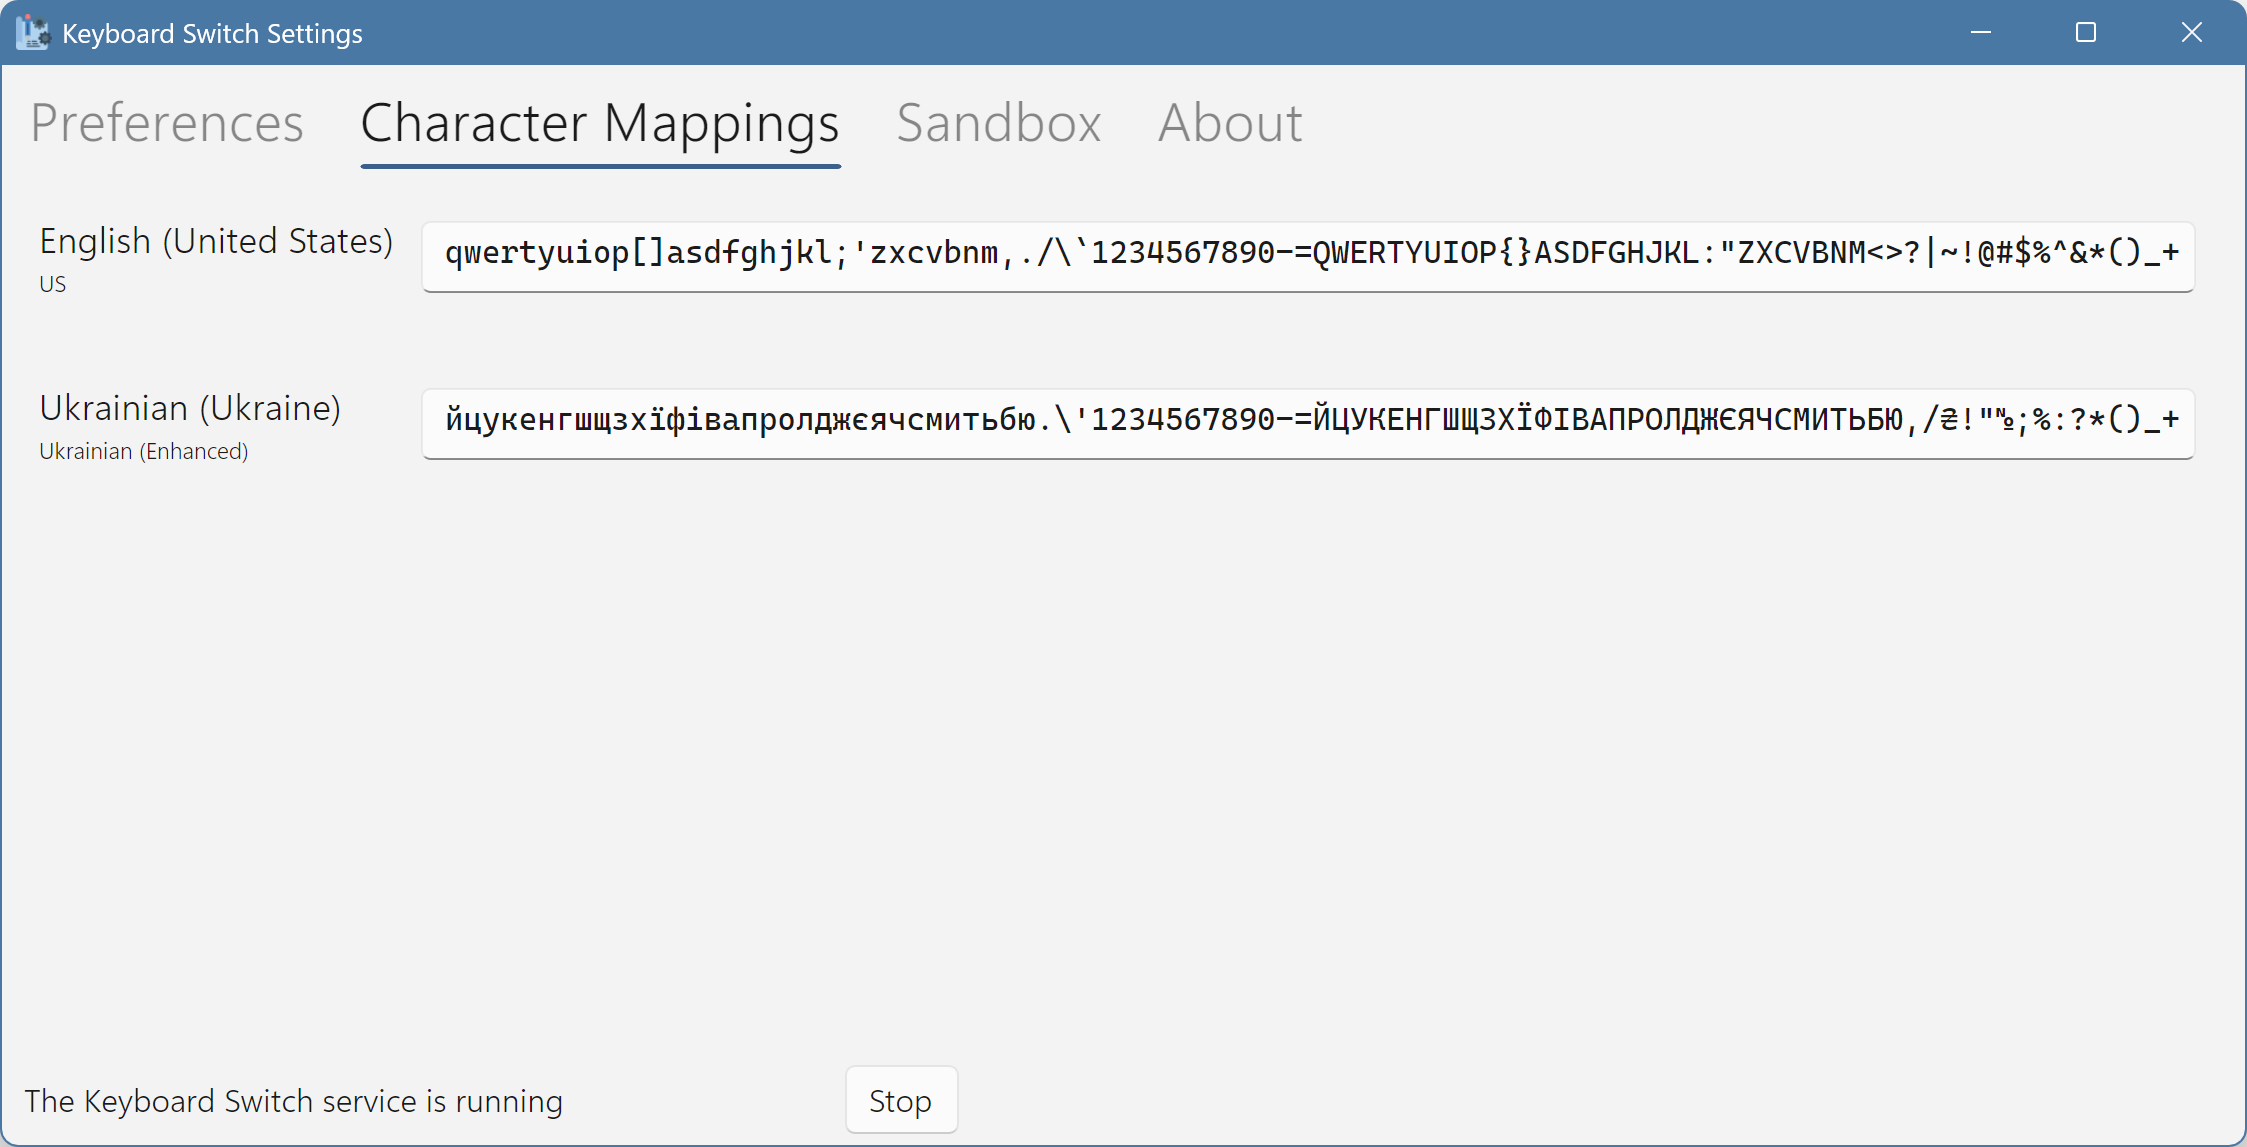 Keyboard Switch Settings
Preferences Character Mappings Sandbox About
English (United States)
US
qwertyuiop[]asdfghjkl;'zxcvbnm,./\`1234567890-=QWERTYUIOP{}ASDFGHJKL:"ZXCVBNM<>?|~!@#$%^&*()_+
Ukrainian (Ukraine)
Ukrainian (Enhanced)
йцукенгшщзхїфівапролджєячсмитьбю.\'1234567890-=ЙЦУКЕНГШЩЗХЇФІВАПРОЛДЖЄЯЧСМИТЬБЮ,/₴!"№;%:?*()_+
The Keyboard Switch service is running
Stop